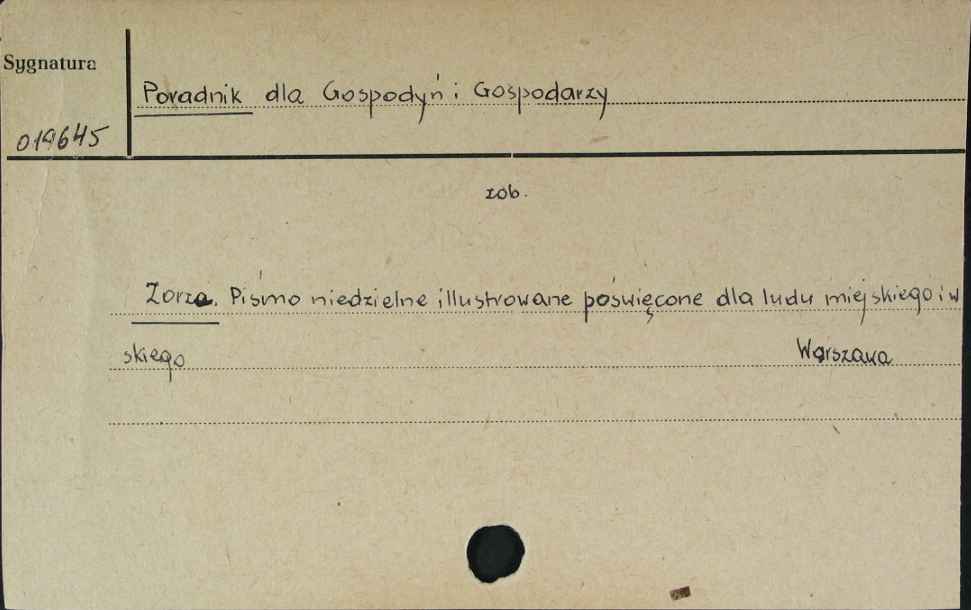 Sygnatura
Poradnik dla Gospodyń i Gospodarzy
019645
zob.
Zorza. Pismo niedzielne illustrowane poświęcone dla ludu miejskiego i w
skiego Warszawa